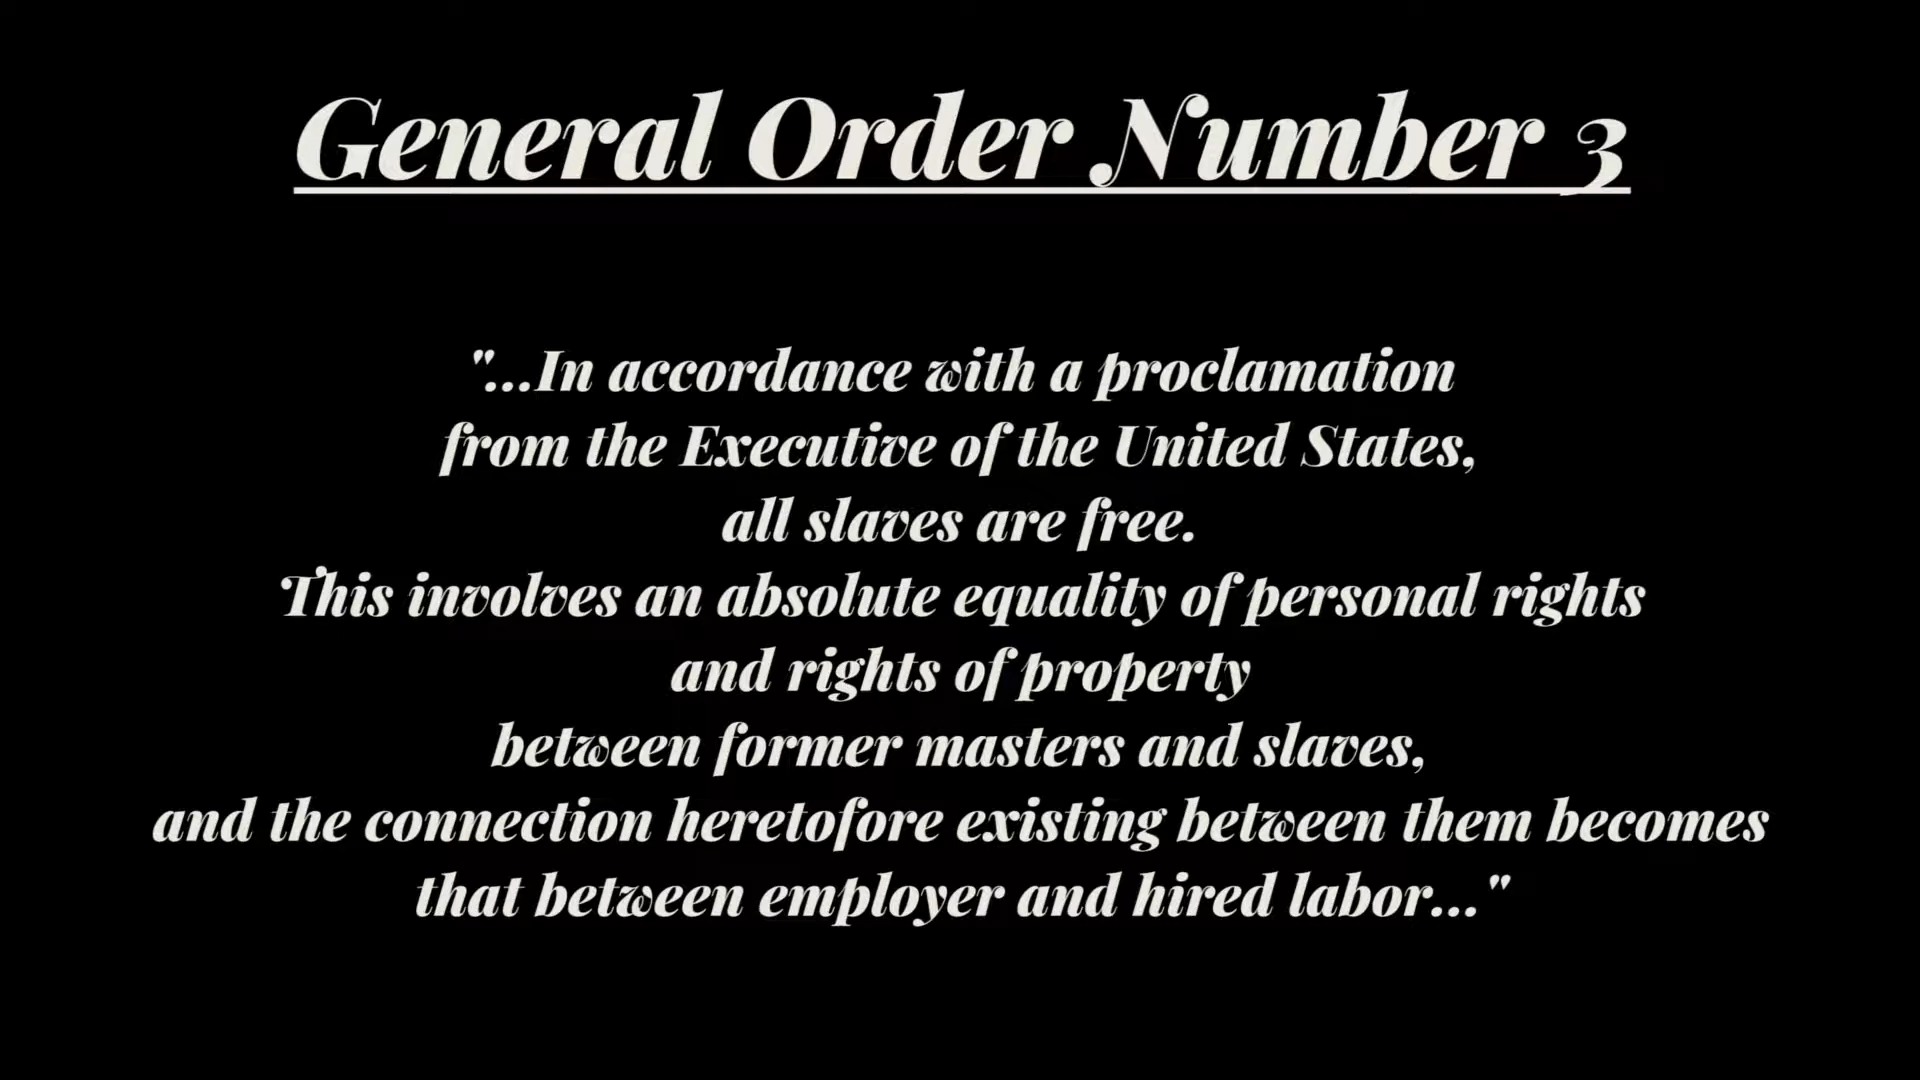 General Order Number 3
"...In accordance with a proclamation
from the Executive of the United States,
all slaves are free.
This involves an absolute equality of personal rights
and rights of property
between former masters and slaves,
and the connection heretofore existing between them becomes
that between employer and hired labor..."